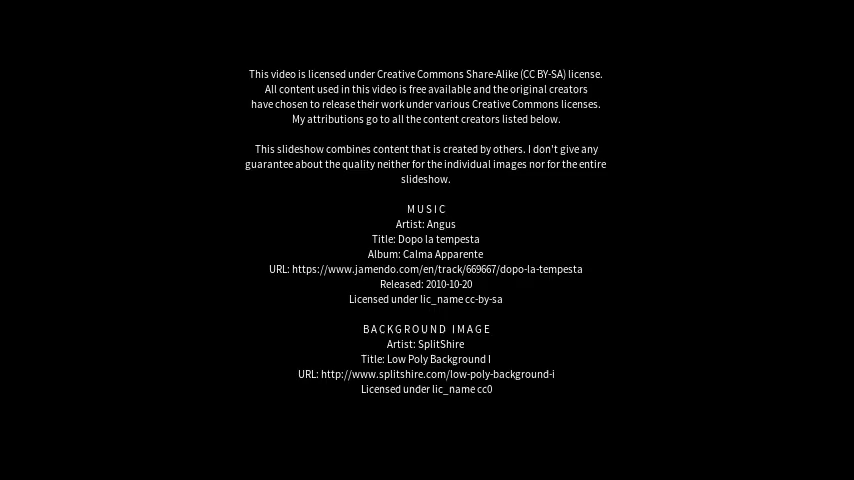 This video is licensed under Creative Commons Share-Alike (CC BY-SA) license.
All content used in this video is free available and the original creators
have chosen to release their work under various Creative Commons licenses.
My attributions go to all the content creators listed below.
This slideshow combines content that is created by others. I don't give any
guarantee about the quality neither for the individual images nor for the entire
slideshow.
MUSIC
Artist: Angus
Title: Dopo la tempesta
Album: Calma Apparente
URL: https://www.jamendo.com/en/track/669667/dopo-la-tempesta
Released: 2010-10-20
Licensed under lic_name cc-by-sa
BACKGROUND IMAGE
Artist: SplitShire
Title: Low Poly Background I
URL: http://www.splitshire.com/low-poly-background-i
Licensed under lic_name cc0